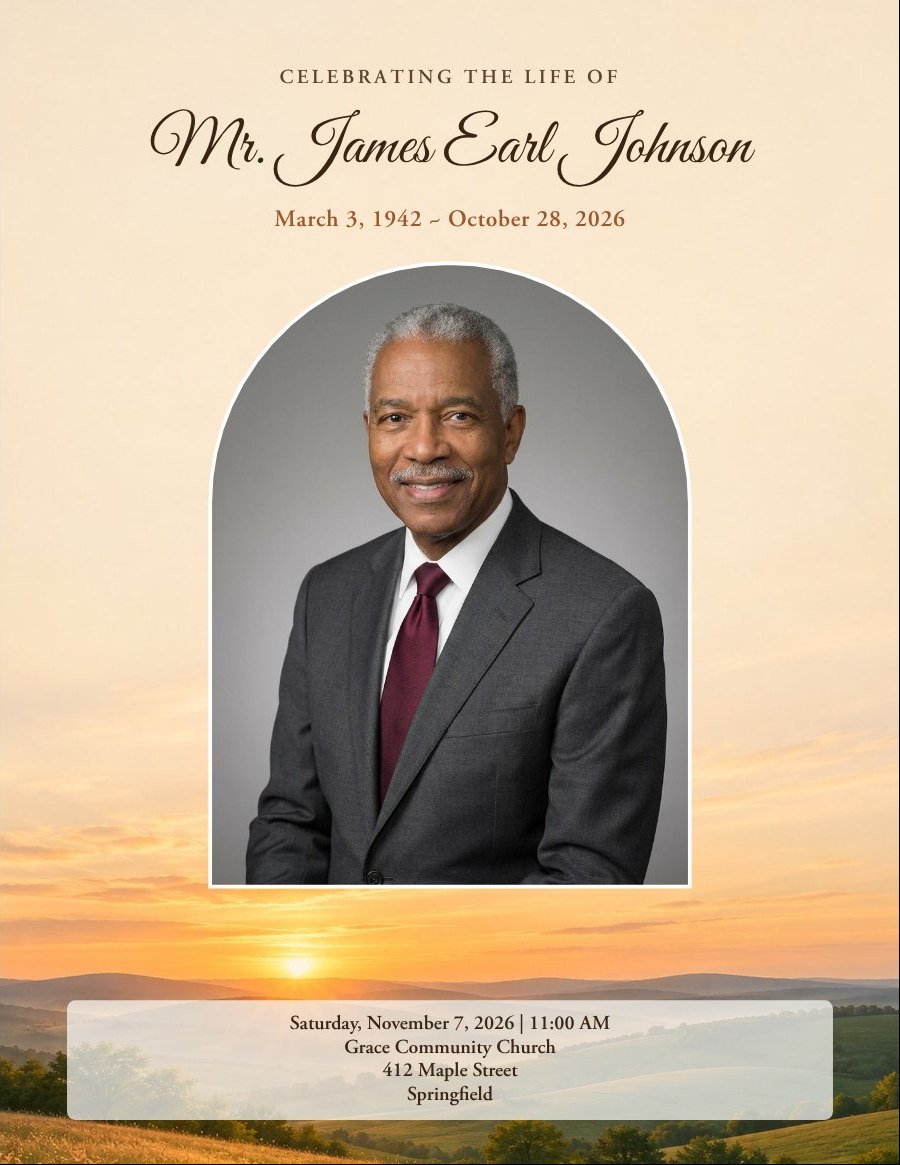 CELEBRATING THE LIFE OF
Mr. James Earl Johnson
March 3, 1942 ~ October 28, 2026
Saturday, November 7, 2026 | 11:00 AM
Grace Community Church
412 Maple Street
Springfield